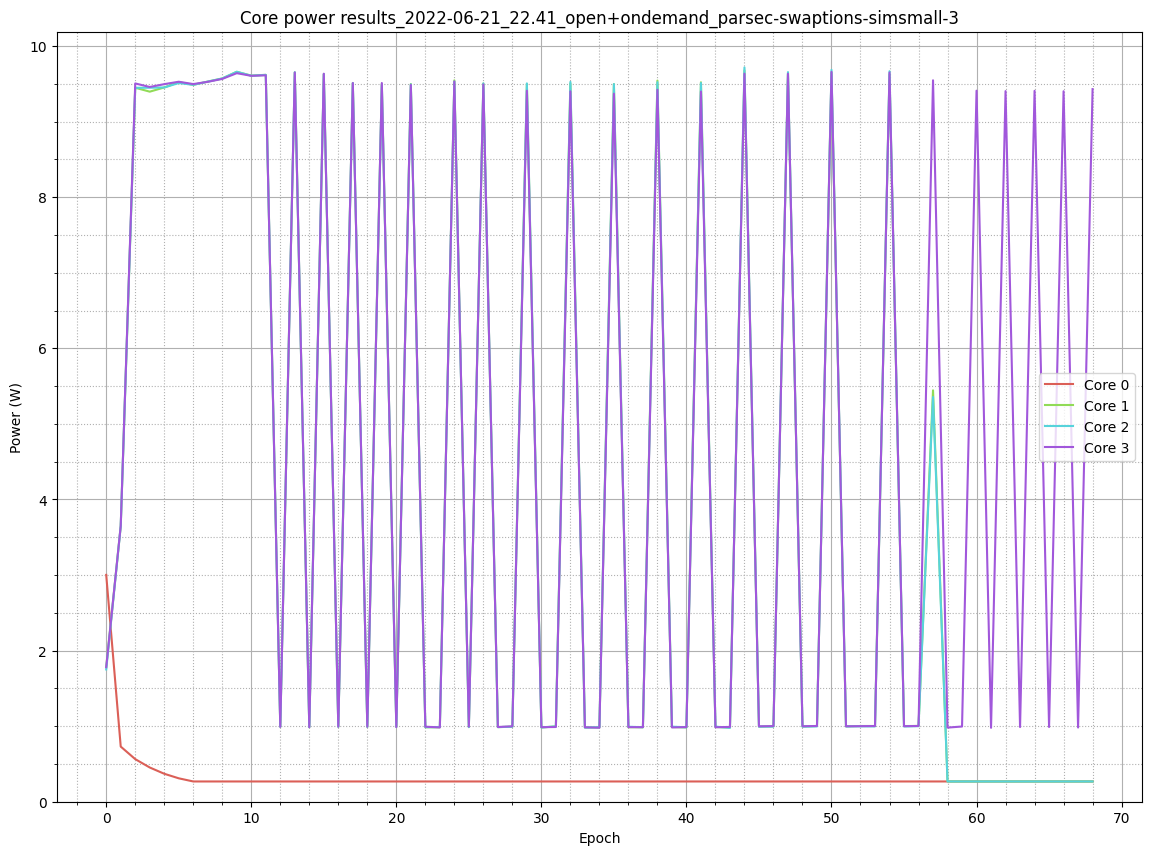 Core power results_2022-06-21_22.41_open+ondemand_parsec-swaptions-simsmall-3
10
8
6
4
2
0
Power (W)
Core 0
Core 1
Core 2
Core 3
0 10 20 30 40 50 60 70
Epoch